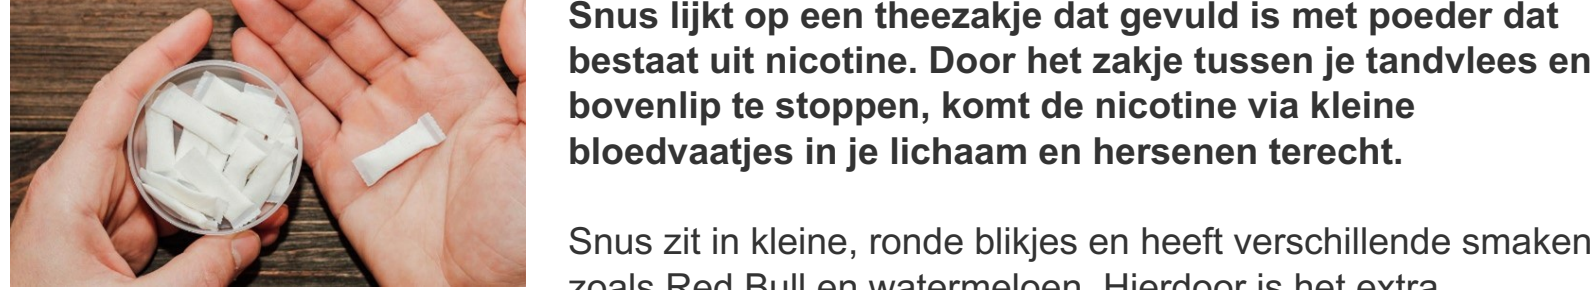 Snus lijkt op een theezakje dat gevuld is met poeder dat
bestaat uit nicotine. Door het zakje tussen je tandvlees en
bovenlip te stoppen, komt de nicotine via kleine
bloedvaatjes in je lichaam en hersenen terecht.
Snus zit in kleine, ronde blikjes en heeft verschillende smaken
zoals Red Bull en watermeloen. Hierdoor is het extra